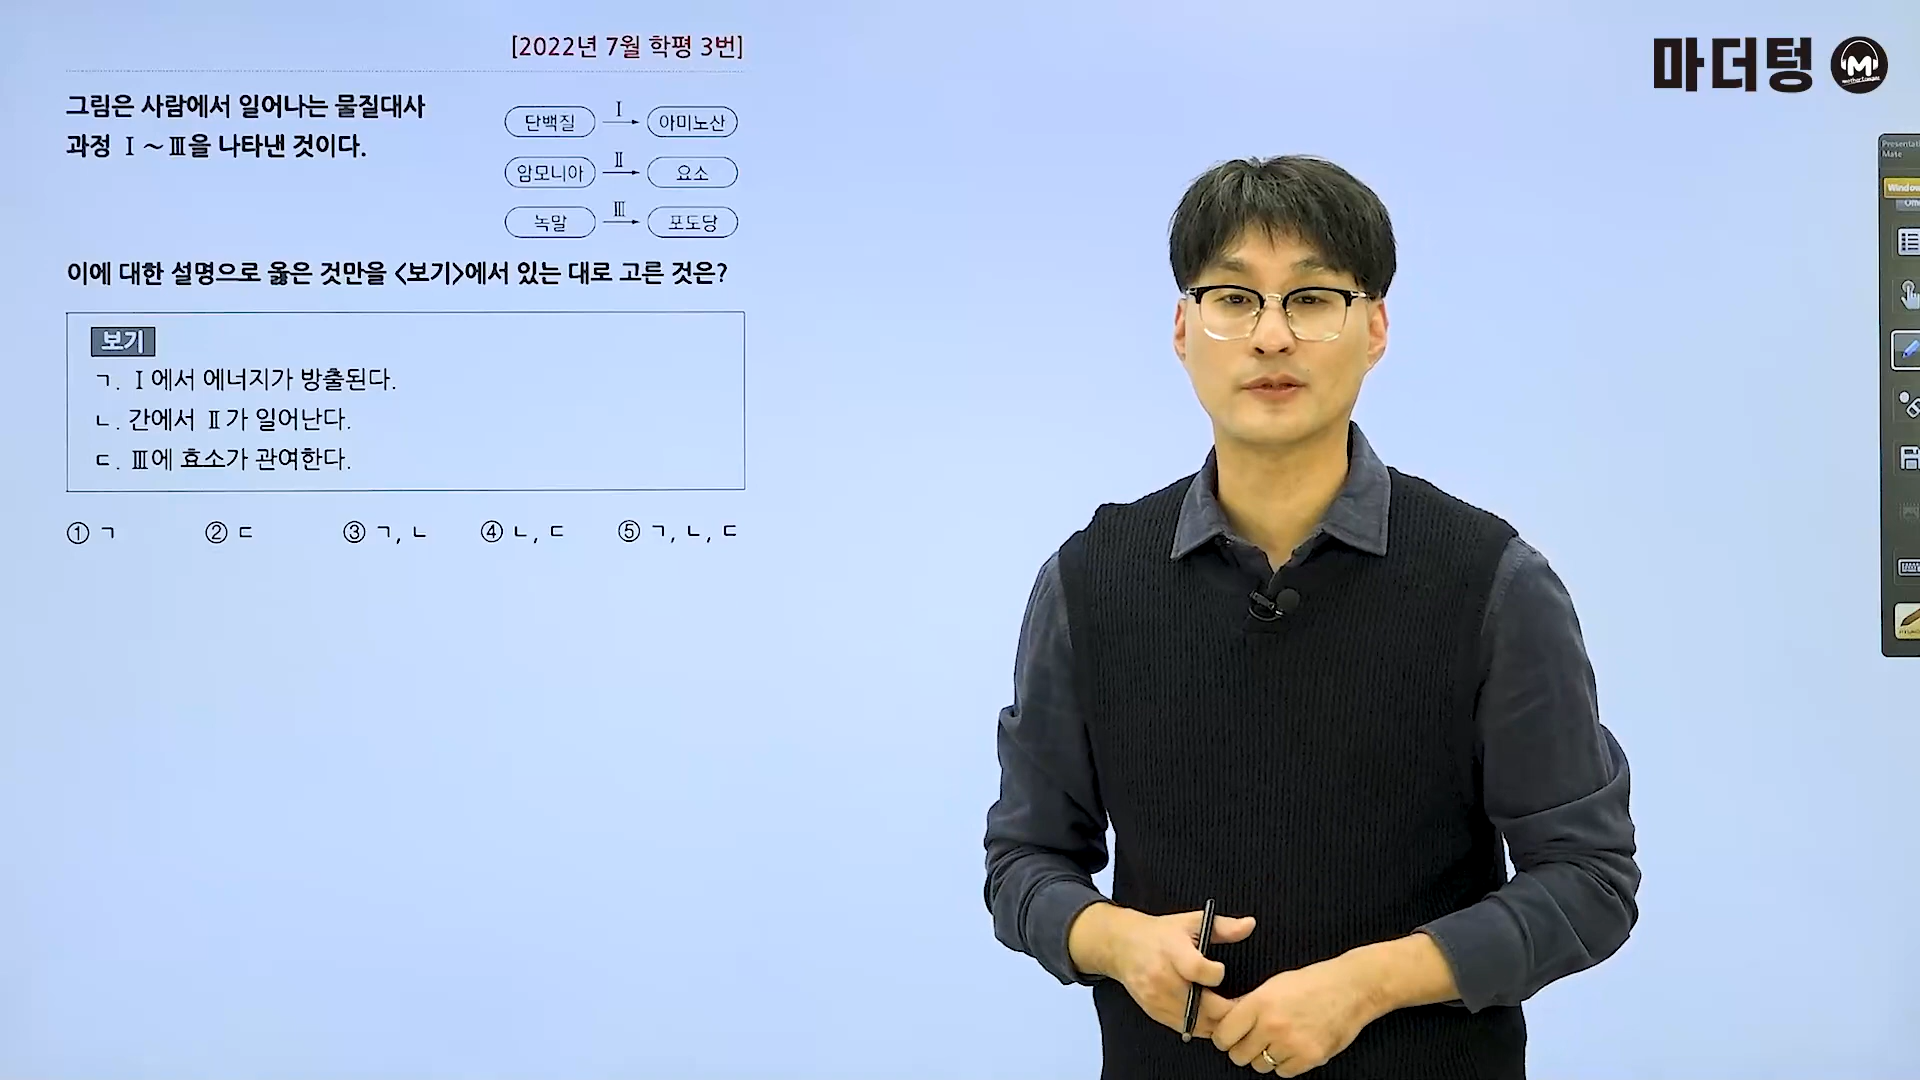 [2022년 7월 학평 3번]
마더텅
M
그림은 사람에서 일어나는 물질대사
과정 Ⅰ~Ⅲ을 나타낸 것이다.
단백질 Ⅰ 아미노산
암모니아 Ⅱ 요소
녹말 Ⅲ 포도당
이에 대한 설명으로 옳은 것만을 <보기>에서 있는 대로 고른 것은?
보기
ㄱ. Ⅰ에서 에너지가 방출된다.
ㄴ. 간에서 Ⅱ가 일어난다.
ㄷ. Ⅲ에 효소가 관여한다.
① ㄱ ② ㄷ ③ ㄱ, ㄴ ④ ㄴ, ㄷ ⑤ ㄱ, ㄴ, ㄷ
Mate